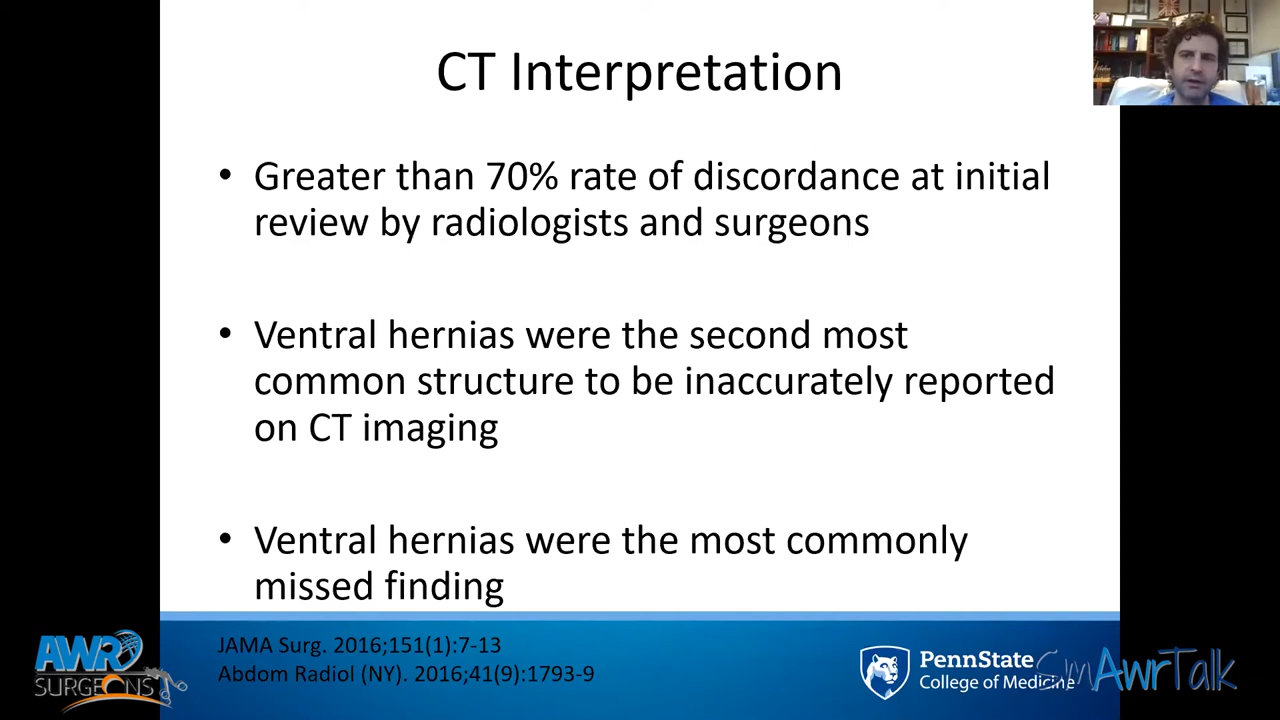 CT Interpretation
• Greater than 70% rate of discordance at initial
review by radiologists and surgeons
• Ventral hernias were the second most
common structure to be inaccurately reported
on CT imaging
• Ventral hernias were the most commonly
missed finding
JAMA Surg. 2016;151(1):7-13
Abdom Radiol (NY). 2016;41(9):1793-9
AWR
SURGEONS
PennState
College of Medicine
SmAwrTalk